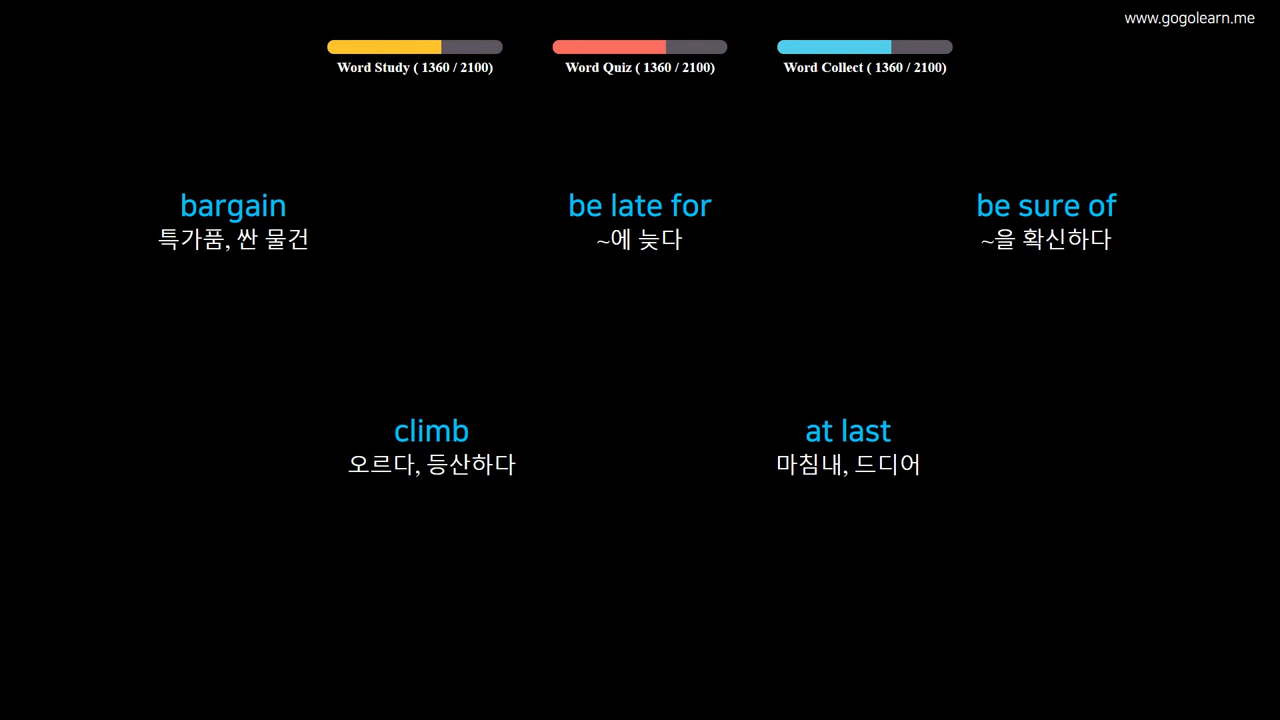 www.gogolearn.me
Word Study ( 1360 / 2100)
Word Quiz ( 1360 / 2100)
Word Collect ( 1360 / 2100)
bargain
특가품, 싼 물건
be late for
~에 늦다
be sure of
~을 확신하다
climb
오르다, 등산하다
at last
마침내, 드디어